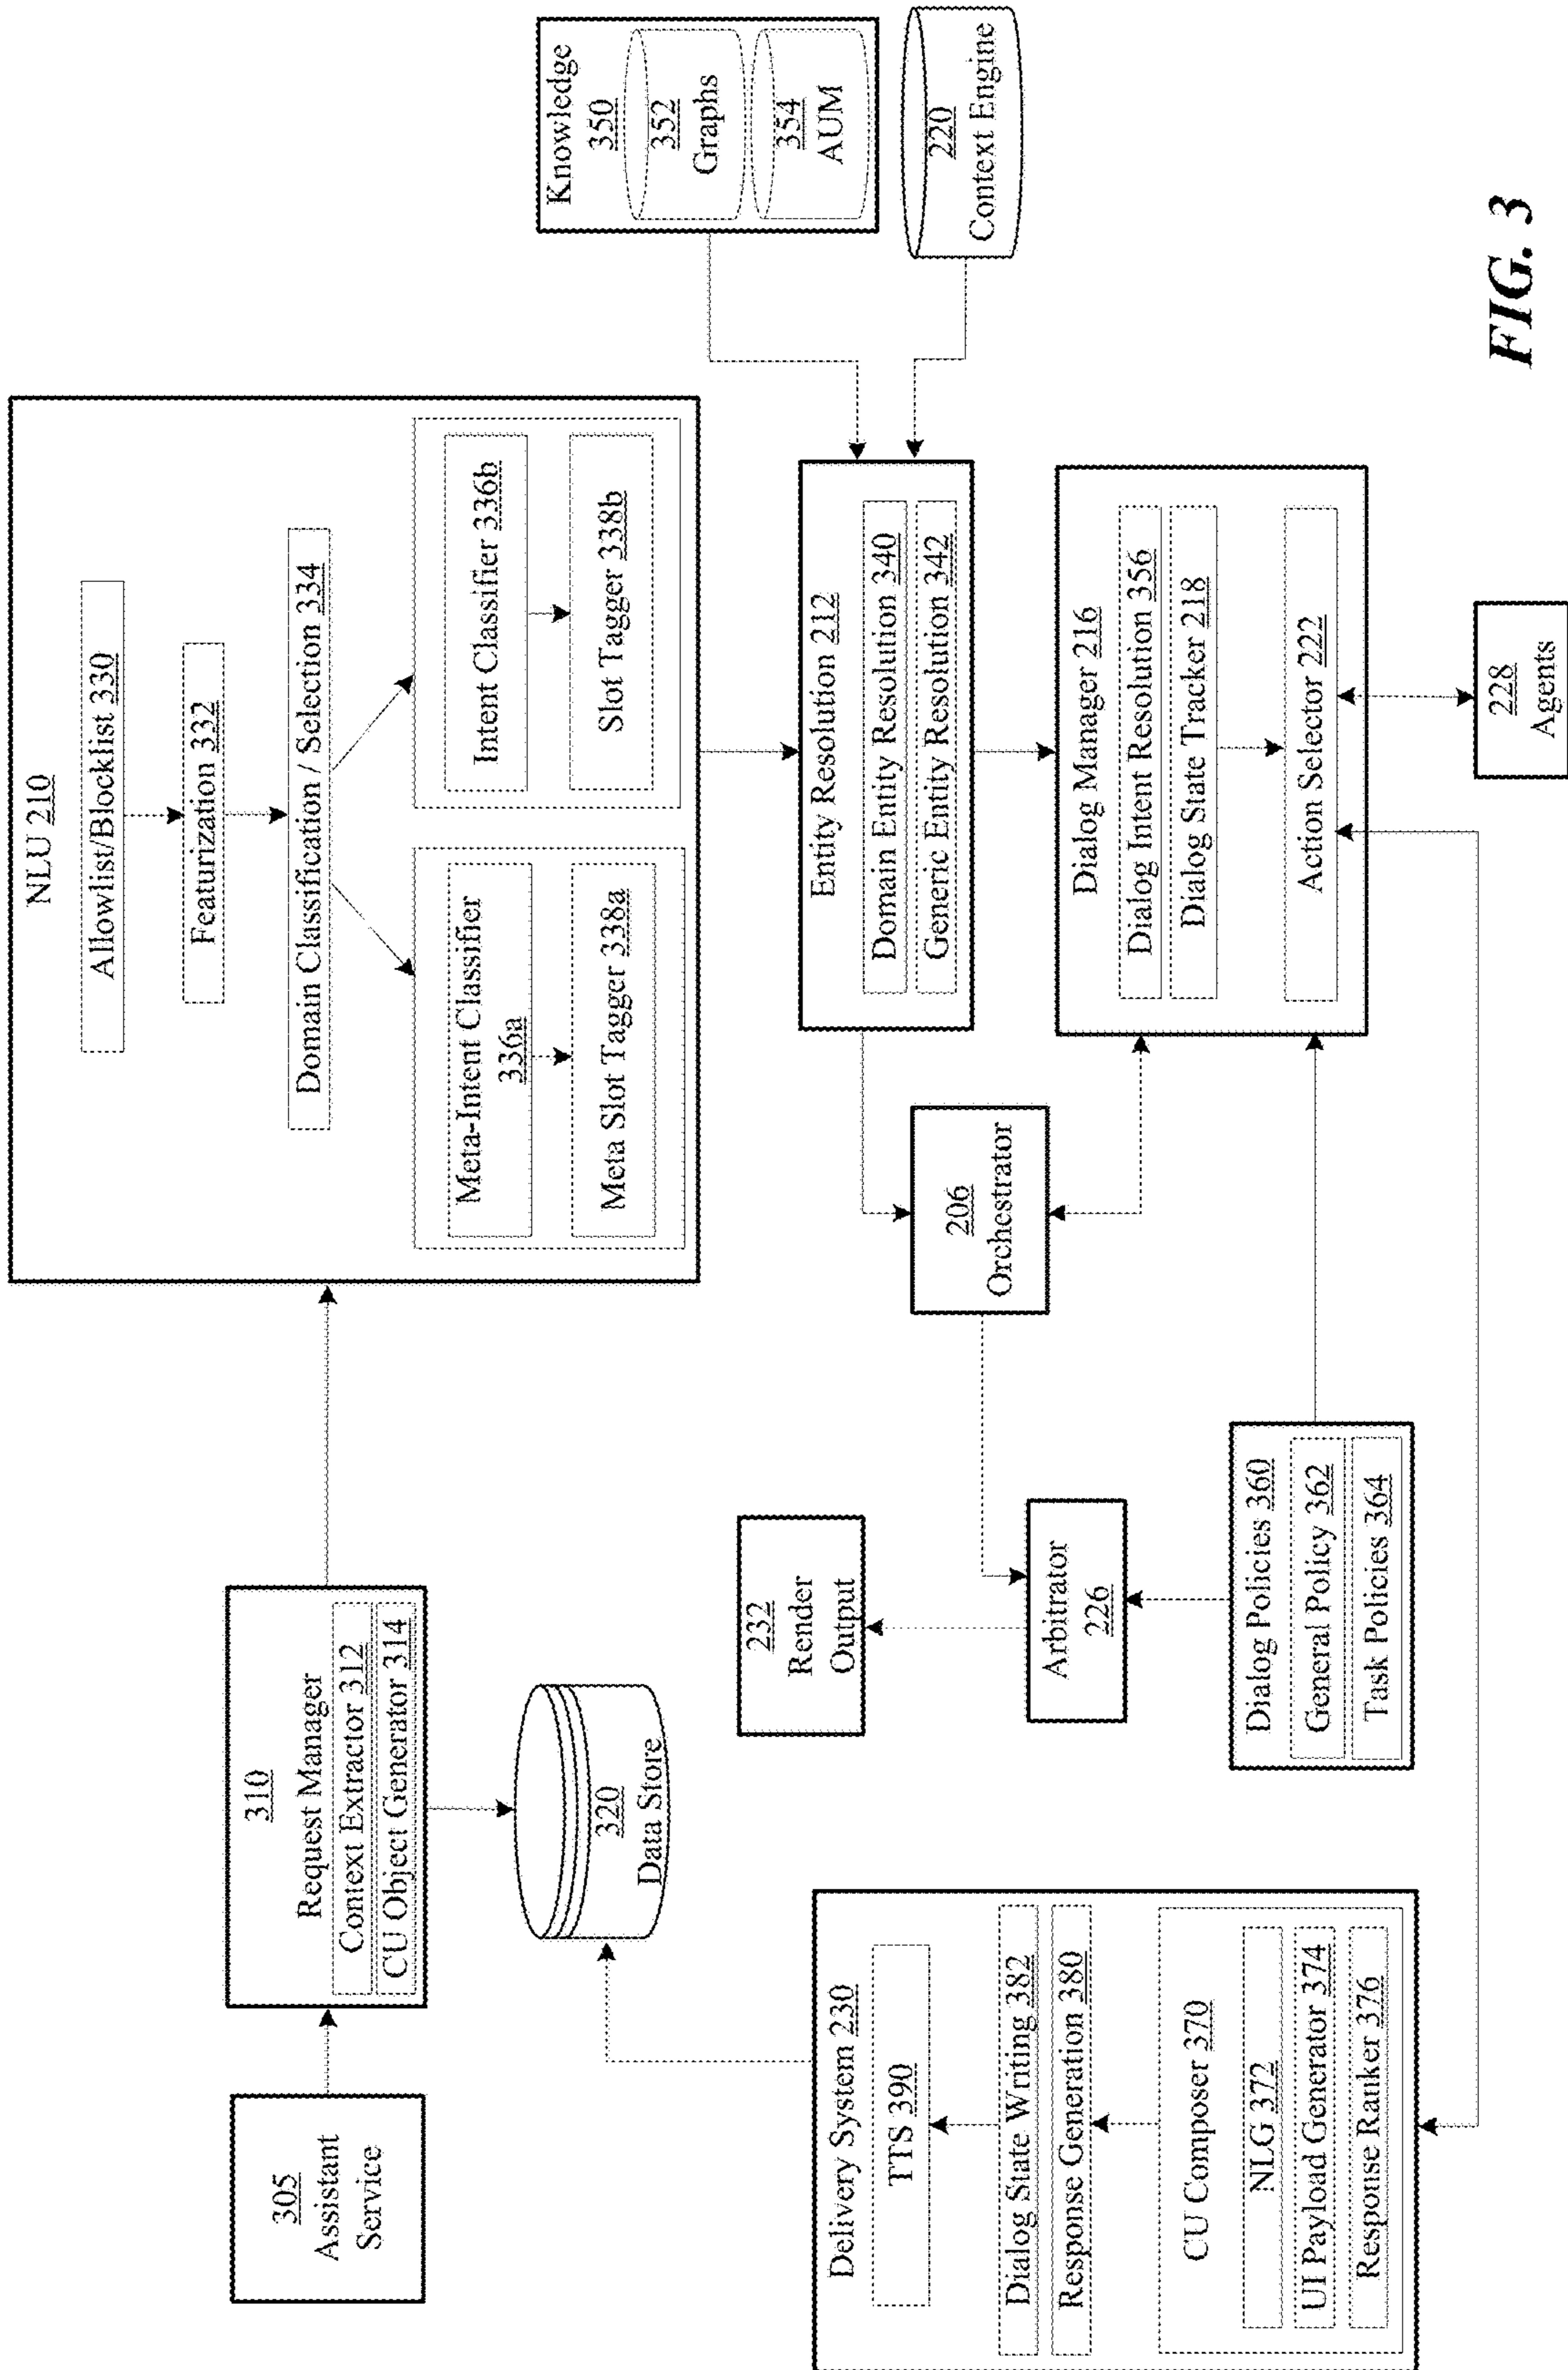 305
Assistant
Service
310
Request Manager
Context Extractor 312
CU Object Generator 314
320
Data Store
NLU 210
Allowlist/Blocklist 330
Featurization 332
Domain Classification / Selection 334
Meta-Intent Classifier
336a
Meta Slot Tagger 338a
Intent Classifier 336b
Slot Tagger 338b
Knowledge
350
352
Graphs
354
AUM
220
Context Engine
Entity Resolution 212
Domain Entity Resolution 340
Generic Entity Resolution 342
Dialog Manager 216
Dialog Intent Resolution 356
Dialog State Tracker 218
Action Selector 222
228
Agents
206
Orchestrator
232
Render
Output
Arbitrator
226
Dialog Policies 360
General Policy 362
Task Policies 364
Delivery System 230
TTS 390
Dialog State Writing 382
Response Generation 380
CU Composer 370
NLG 372
UI Payload Generator 374
Response Ranker 376
FIG. 3